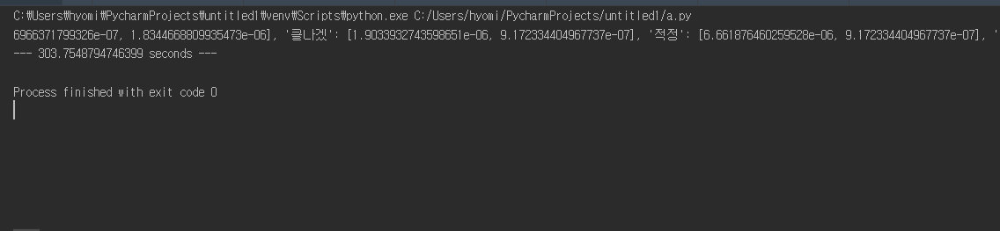 C:\Users\hyomi\PycharmProjects\untitled1\venv\Scripts\python.exe C:/Users/hyomi/PycharmProjects/untitled1/a.py
6966371799326e-07, 1.8344668809935473e-06], '글나겟': [1.9033932743598651e-06, 9.172334404967737e-07], '적정': [6.661876460259528e-06, 9.172334404967737e-07], '
--- 303.7548794746399 seconds ---
Process finished with exit code 0